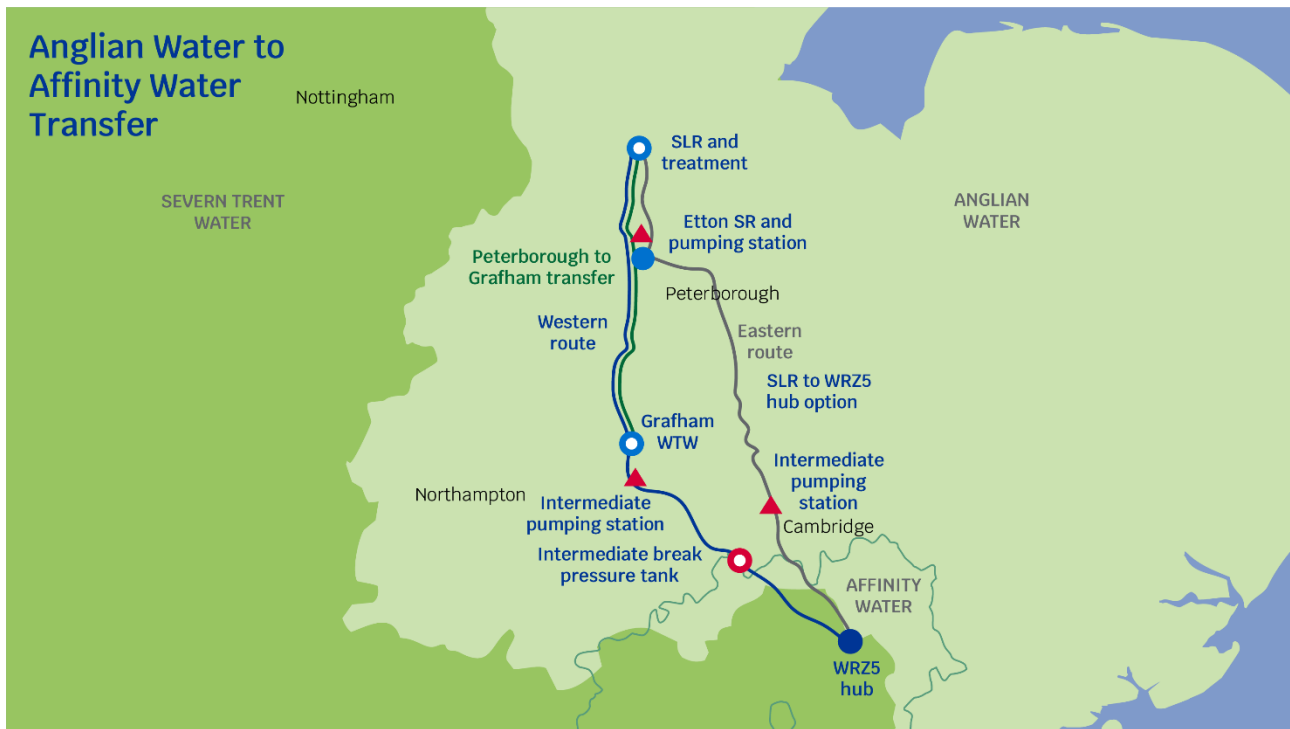 Anglian Water to
Affinity Water
Transfer
Nottingham
SEVERN TRENT
WATER
SLR and
treatment
ANGLIAN
WATER
Etton SR and
pumping station
Peterborough to
Grafham transfer
Peterborough
Western
route
Eastern
route
SLR to WRZ5
hub option
Grafham
WTW
Northampton
Intermediate
pumping station
Intermediate
pumping
station
Cambridge
Intermediate break
pressure tank
AFFINITY
WATER
WRZ5
hub